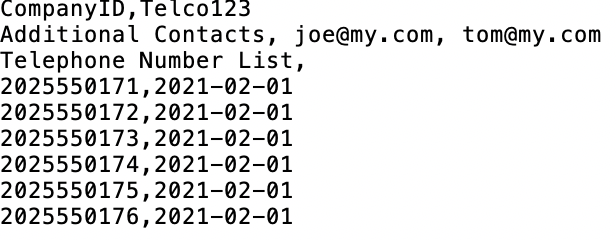 CompanyID,Telco123
Additional Contacts, joe@my.com, tom@my.com
Telephone Number List,
2025550171,2021-02-01
2025550172,2021-02-01
2025550173,2021-02-01
2025550174,2021-02-01
2025550175,2021-02-01
2025550176,2021-02-01